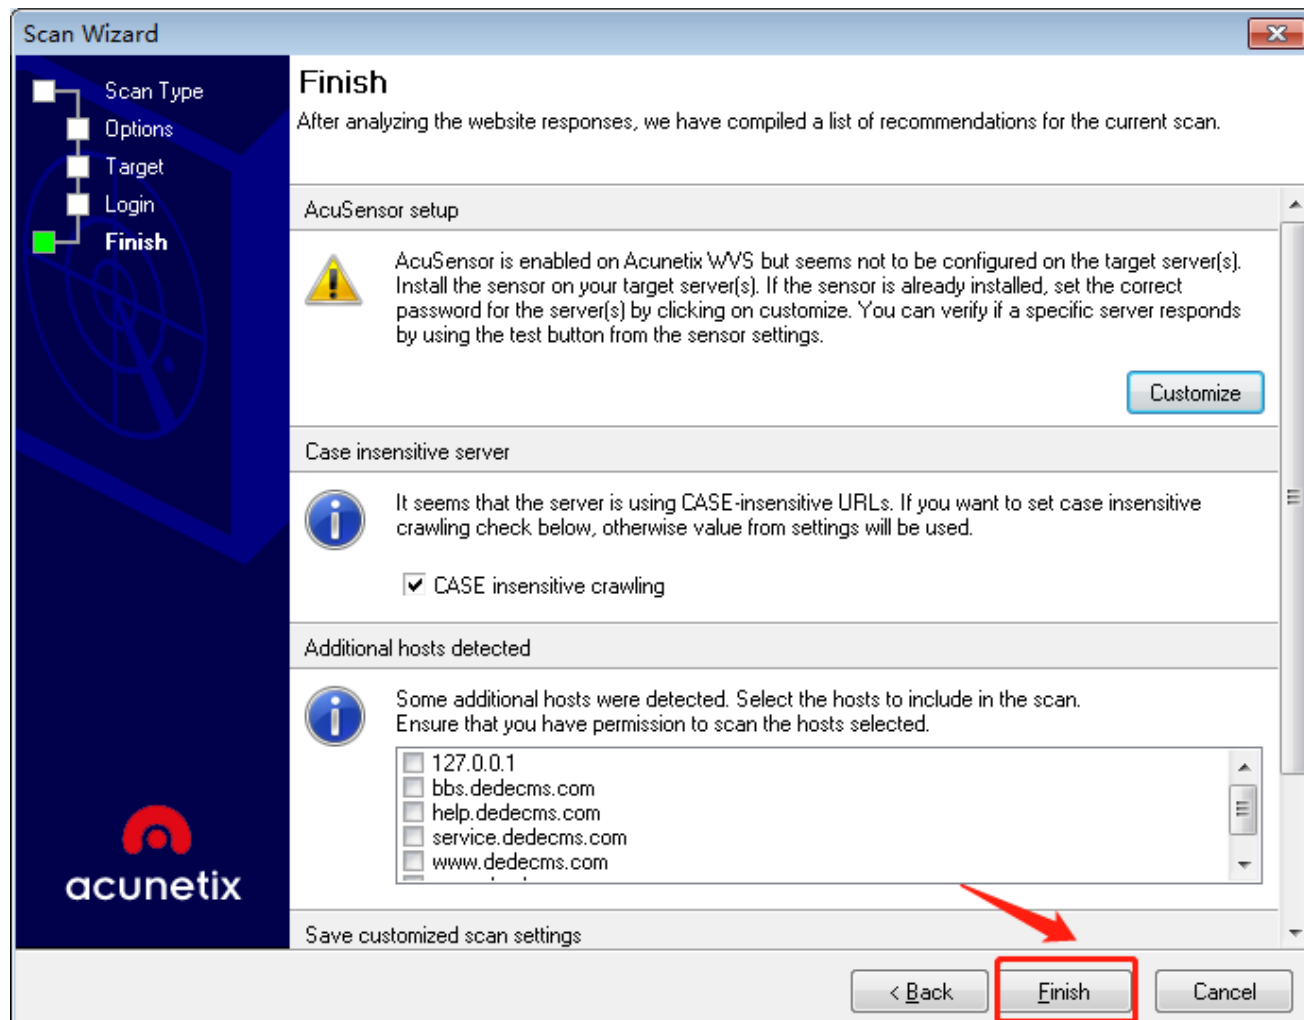 Scan Wizard
Scan Type
Options
Target
Login
Finish
acunetix
Finish
After analyzing the website responses, we have compiled a list of recommendations for the current scan.
AcuSensor setup
AcuSensor is enabled on Acunetix WVS but seems not to be configured on the target server(s).
Install the sensor on your target server(s). If the sensor is already installed, set the correct
password for the server(s) by clicking on customize. You can verify if a specific server responds
by using the test button from the sensor settings.
Customize
Case insensitive server
It seems that the server is using CASE-insensitive URLs. If you want to set case insensitive
crawling check below, otherwise value from settings will be used.
CASE insensitive crawling
Additional hosts detected
Some additional hosts were detected. Select the hosts to include in the scan.
Ensure that you have permission to scan the hosts selected.
127.0.0.1
bbs.dedecms.com
help.dedecms.com
service.dedecms.com
www.dedecms.com
Save customized scan settings
< Back
Finish
Cancel